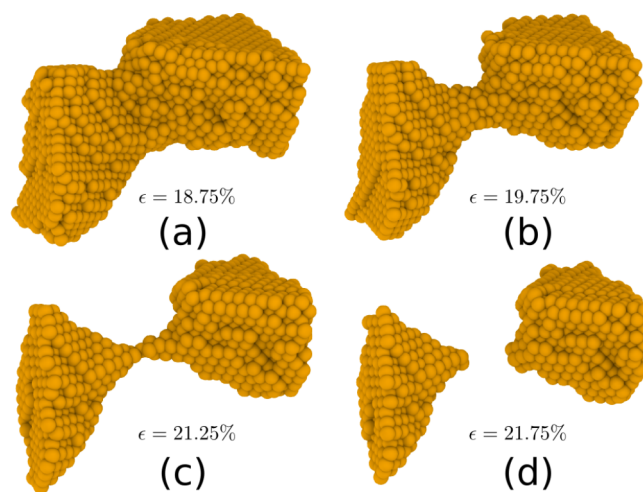 ϵ = 18.75%
(a)
ϵ = 19.75%
(b)
ϵ = 21.25%
(c)
ϵ = 21.75%
(d)